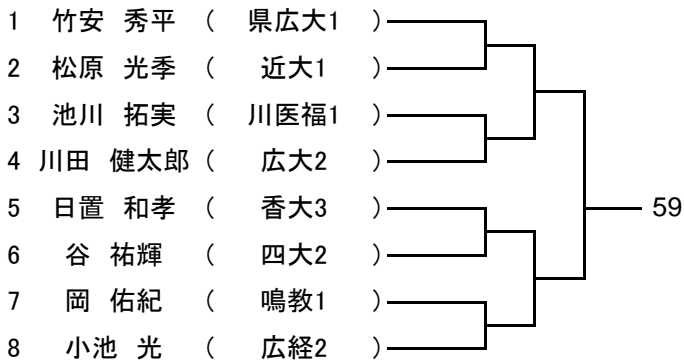 1 竹安 秀平 ( 県広大1 )
2 松原 光季 ( 近大1 )
3 池川 拓実 ( 川医福1 )
4 川田 健太郎 ( 広大2 )
5 日置 和孝 ( 香大3 )
59
6 谷 祐輝 ( 四大2 )
7 岡 佑紀 ( 鳴教1 )
8 小池 光 ( 広経2 )